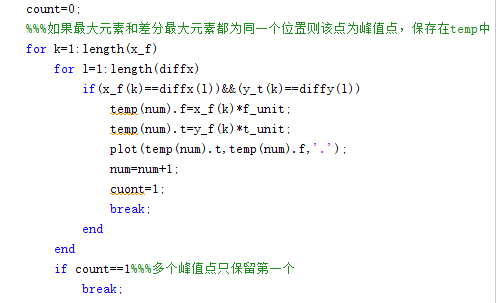 count=0;
%%%如果最大元素和差分最大元素都为同一个位置则该点为峰值点，保存在temp中
for k=1:length(x_f)
for l=1:length(diffx)
if(x_f(k)==diffx(l))&&(y_t(k)==diffy(l))
temp(num).f=x_f(k)*f_unit;
temp(num).t=y_f(k)*t_unit;
plot(temp(num).t,temp(num).f,'.');
num=num+1;
cuont=1;
break;
end
end
if count==1%%%多个峰值点只保留第一个
break;